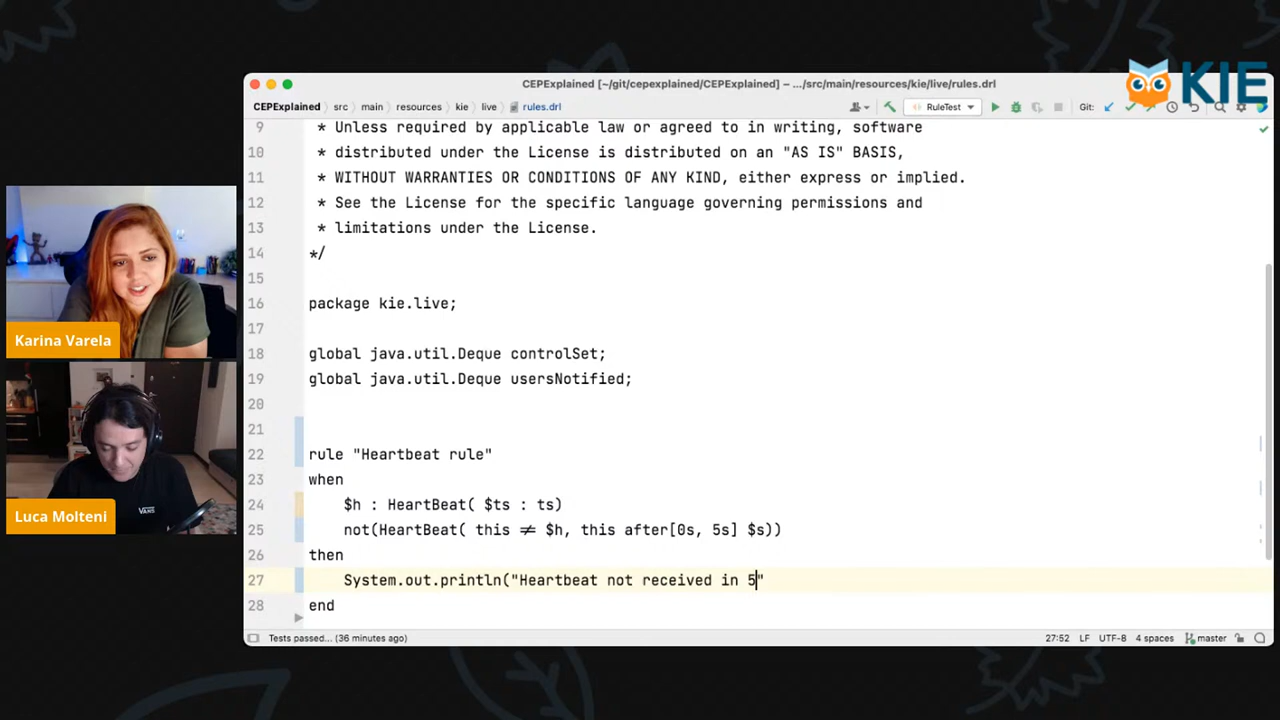 KIE
CEPExplained [~/git/cepexplained/CEPExplained] – .../src/main/resources/kie/live/rules.drl
CEPExplained src main resources kie live rules.drl RuleTest Git:
9 * Unless required by applicable law or agreed to in writing, software
10 * distributed under the License is distributed on an "AS IS" BASIS,
11 * WITHOUT WARRANTIES OR CONDITIONS OF ANY KIND, either express or implied.
12 * See the License for the specific language governing permissions and
13 * limitations under the License.
14 */
15
16 package kie.live;
17
18 global java.util.Deque controlSet;
19 global java.util.Deque usersNotified;
20
21
22 rule "Heartbeat rule"
23 when
24 $h : HeartBeat( $ts : ts)
25 not(HeartBeat( this ≠ $h, this after[0s, 5s] $s))
26 then
27 System.out.println("Heartbeat not received in 5"
28 end
Tests passed... (36 minutes ago) 27:52 LF UTF-8 4 spaces master
Karina Varela
VANS
Luca Molteni